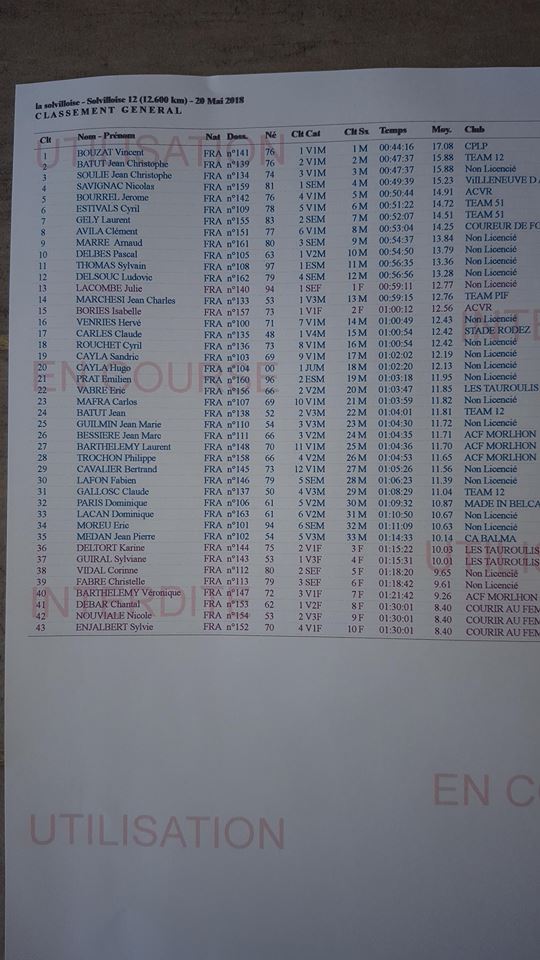 la solvilloise - Solvilloise 12 (12.600 km) - 20 Mai 2018
CLASSEMENT GENERAL
Clt Nom - Prénom Nat Doss. Né Clt Cat Clt Sx Temps Moy. Club
1 BOUZAT Vincent FRA n°141 76 1 V1M 1 M 00:44:16 17.08 CPLP
2 BATUT Jean Christophe FRA n°139 76 2 V1M 2 M 00:47:37 15.88 TEAM 12
3 SOULIE Jean Christophe FRA n°134 74 3 V1M 3 M 00:47:37 15.88 Non Licencié
4 SAVIGNAC Nicolas FRA n°159 81 1 SEM 4 M 00:49:39 15.23 VIILLENEUVE D
5 BOURREL Jerome FRA n°142 76 4 V1M 5 M 00:50:44 14.91 ACVR
6 ESTIVALS Cyril FRA n°109 78 5 V1M 6 M 00:51:22 14.72 TEAM 51
7 GELY Laurent FRA n°155 83 2 SEM 7 M 00:52:07 14.51 TEAM 51
8 AVILA Clément FRA n°151 77 6 V1M 8 M 00:53:04 14.25 COUREUR DE FO
9 MARRE Arnaud FRA n°161 80 3 SEM 9 M 00:54:37 13.84 Non Licencié
10 DELBES Pascal FRA n°105 63 1 V2M 10 M 00:54:50 13.79 Non Licencié
11 THOMAS Sylvain FRA n°108 97 1 ESM 11 M 00:56:35 13.36 Non Licencié
12 DELSOUC Ludovic FRA n°162 79 4 SEM 12 M 00:56:56 13.28 Non Licencié
13 LACOMBE Julie FRA n°140 94 1 SEF 1 F 00:59:11 12.77 Non Licencié
14 MARCHESI Jean Charles FRA n°133 53 1 V3M 13 M 00:59:15 12.76 TEAM PIF
15 BORIES Isabelle FRA n°157 73 1 V1F 2 F 01:00:12 12.56 ACVR
16 VENRIES Hervé FRA n°100 71 7 V1M 14 M 01:00:49 12.43 Non Licencié
17 CARLES Claude FRA n°135 48 1 V4M 15 M 01:00:54 12.42 STADE RODEZ
18 ROUCHET Cyril FRA n°136 73 8 V1M 16 M 01:00:54 12.42 Non Licencié
19 CAYLA Sandric FRA n°103 69 9 V1M 17 M 01:02:02 12.19 Non Licencié
20 CAYLA Hugo FRA n°104 00 1 JUM 18 M 01:02:20 12.13 Non Licencié
21 PRAT Emilien FRA n°160 96 2 ESM 19 M 01:03:18 11.95 Non Licencié
22 VABRE Eric FRA n°156 66 2 V2M 20 M 01:03:47 11.85 LES TAUROULIS
23 MAFRA Carlos FRA n°107 69 10 V1M 21 M 01:03:59 11.82 Non Licencié
24 BATUT Jean FRA n°138 52 2 V3M 22 M 01:04:01 11.81 TEAM 12
25 GUILMIN Jean Marie FRA n°110 54 3 V3M 23 M 01:04:30 11.72 Non Licencié
26 BESSIERE Jean Marc FRA n°111 66 3 V2M 24 M 01:04:35 11.71 ACF MORLHON
27 BARTHELEMY Laurent FRA n°148 70 11 V1M 25 M 01:04:36 11.70 ACF MORLHON
28 TROCHON Philippe FRA n°158 66 4 V2M 26 M 01:04:53 11.65 ACF MORLHON
29 CAVALIER Bertrand FRA n°145 73 12 V1M 27 M 01:05:26 11.56 Non Licencié
30 LAFON Fabien FRA n°146 79 5 SEM 28 M 01:06:23 11.39 Non Licencié
31 GALLOSC Claude FRA n°137 50 4 V3M 29 M 01:08:29 11.04 TEAM 12
32 PARIS Dominique FRA n°106 61 5 V2M 30 M 01:09:32 10.87 MADE IN BELCA
33 LACAN Dominique FRA n°163 61 6 V2M 31 M 01:10:50 10.67 Non Licencié
34 MOREU Eric FRA n°101 94 6 SEM 32 M 01:11:09 10.63 Non Licencié
35 MEDAN Jean Pierre FRA n°102 54 5 V3M 33 M 01:14:33 10.14 CA BALMA
36 DELTORT Karine FRA n°144 75 2 V1F 3 F 01:15:22 10.03 LES TAUROULIS
37 GUIRAL Sylviane FRA n°143 53 1 V3F 4 F 01:15:31 10.01 LES TAUROULIS
38 VIDAL Corinne FRA n°112 80 2 SEF 5 F 01:18:20 9.65 Non Licencié
39 FABRE Christelle FRA n°113 79 3 SEF 6 F 01:18:42 9.61 Non Licencié
40 BARTHELEMY Véronique FRA n°147 72 3 V1F 7 F 01:21:42 9.26 ACF MORLHON
41 DEBAR Chantal FRA n°153 62 1 V2F 8 F 01:30:01 8.40 COURIR AU FEM
42 NOUVIALE Nicole FRA n°154 53 2 V3F 9 F 01:30:01 8.40 COURIR AU FEM
43 ENJALBERT Sylvie FRA n°152 70 4 V1F 10 F 01:30:01 8.40 COURIR AU FEM
EN CO
UTILISATION